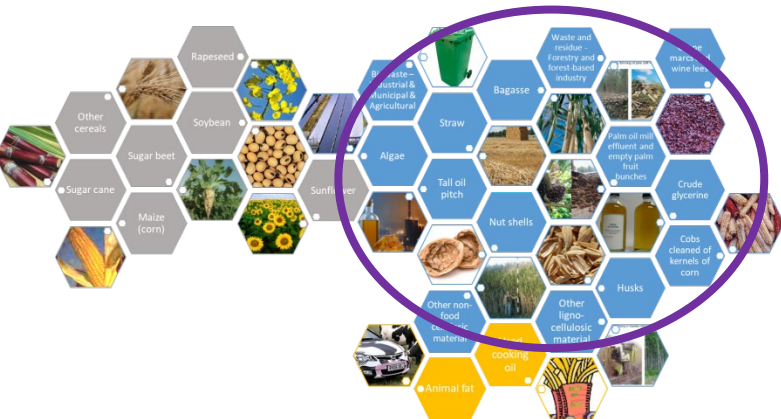 Rapeseed
Other
cereals
Soybean
Sugar beet
Sugar cane
Maize
(corn)
Sunflower
Municipal &
Agricultural
Algae
Straw
Tall oil
pitch
Bagasse
Nut shells
Waste and
residue -
Forestry and
forest-based
industry
Palm oil mill
effluent and
empty palm
fruit
bunches
wine lees
Crude
glycerine
Cobs
cleaned of
kernels of
corn
Husks
Other non-
food
material
Other
ligno-
cellulosic
material
cooking
oil
Animal fat